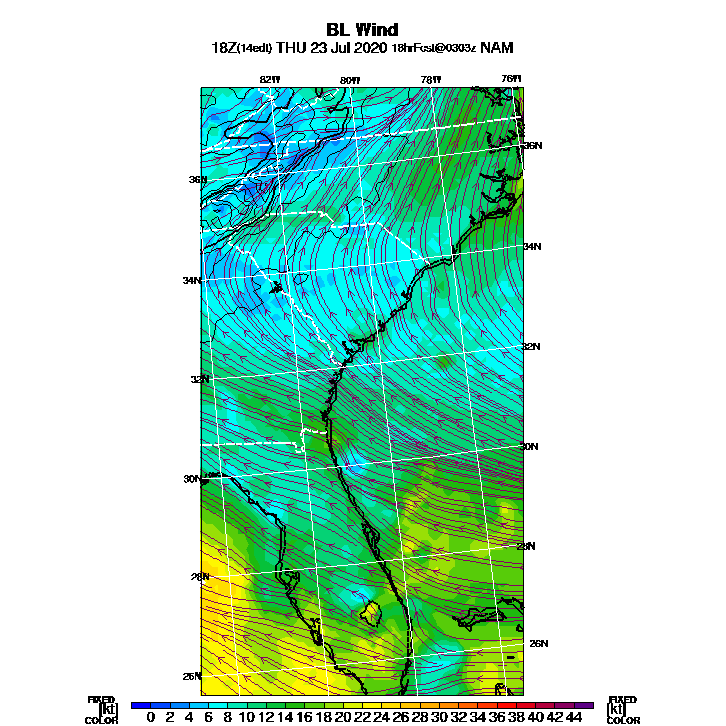 BL Wind
18Z(14edt) THU 23 Jul 2020 18hrFcst@0303z NAM
82W 80W 78W 76W
36N
36N
34N
34N
32N
32N
30N
30N
28N
28N
26N
26N
FIXED FIXED
[kt] 0 2 4 6 8 10 12 14 16 18 20 22 24 26 28 30 32 34 36 38 40 42 44 [kt]
COLOR COLOR